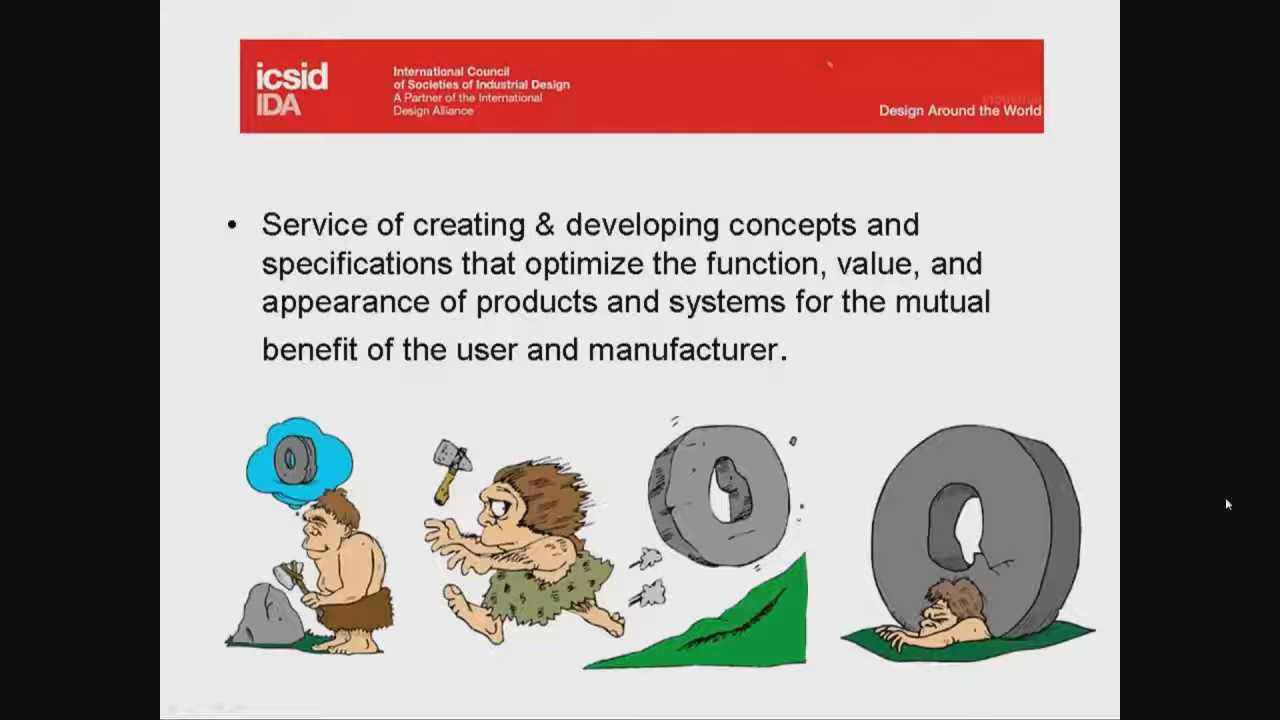 icsid
IDA
International Council
of Societies of Industrial Design
A Partner of the International
Design Alliance
Design Around the World
• Service of creating & developing concepts and
specifications that optimize the function, value, and
appearance of products and systems for the mutual
benefit of the user and manufacturer.